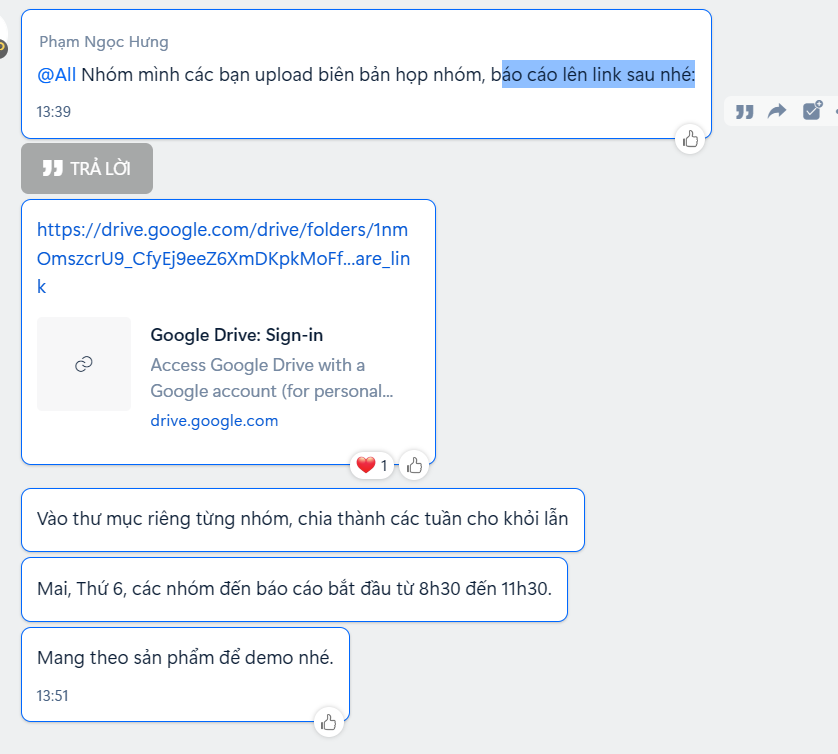 Phạm Ngọc Hưng
@All Nhóm mình các bạn upload biên bản họp nhóm, báo cáo lên link sau nhé:
13:39
TRẢ LỜI
https://drive.google.com/drive/folders/1nm
OmszcrU9_CfyEj9eeZ6XmDKpkMoFf...are_lin
k
Google Drive: Sign-in
Access Google Drive with a
Google account (for personal...
drive.google.com
1
Vào thư mục riêng từng nhóm, chia thành các tuần cho khỏi lẫn
Mai, Thứ 6, các nhóm đến báo cáo bắt đầu từ 8h30 đến 11h30.
Mang theo sản phẩm để demo nhé.
13:51